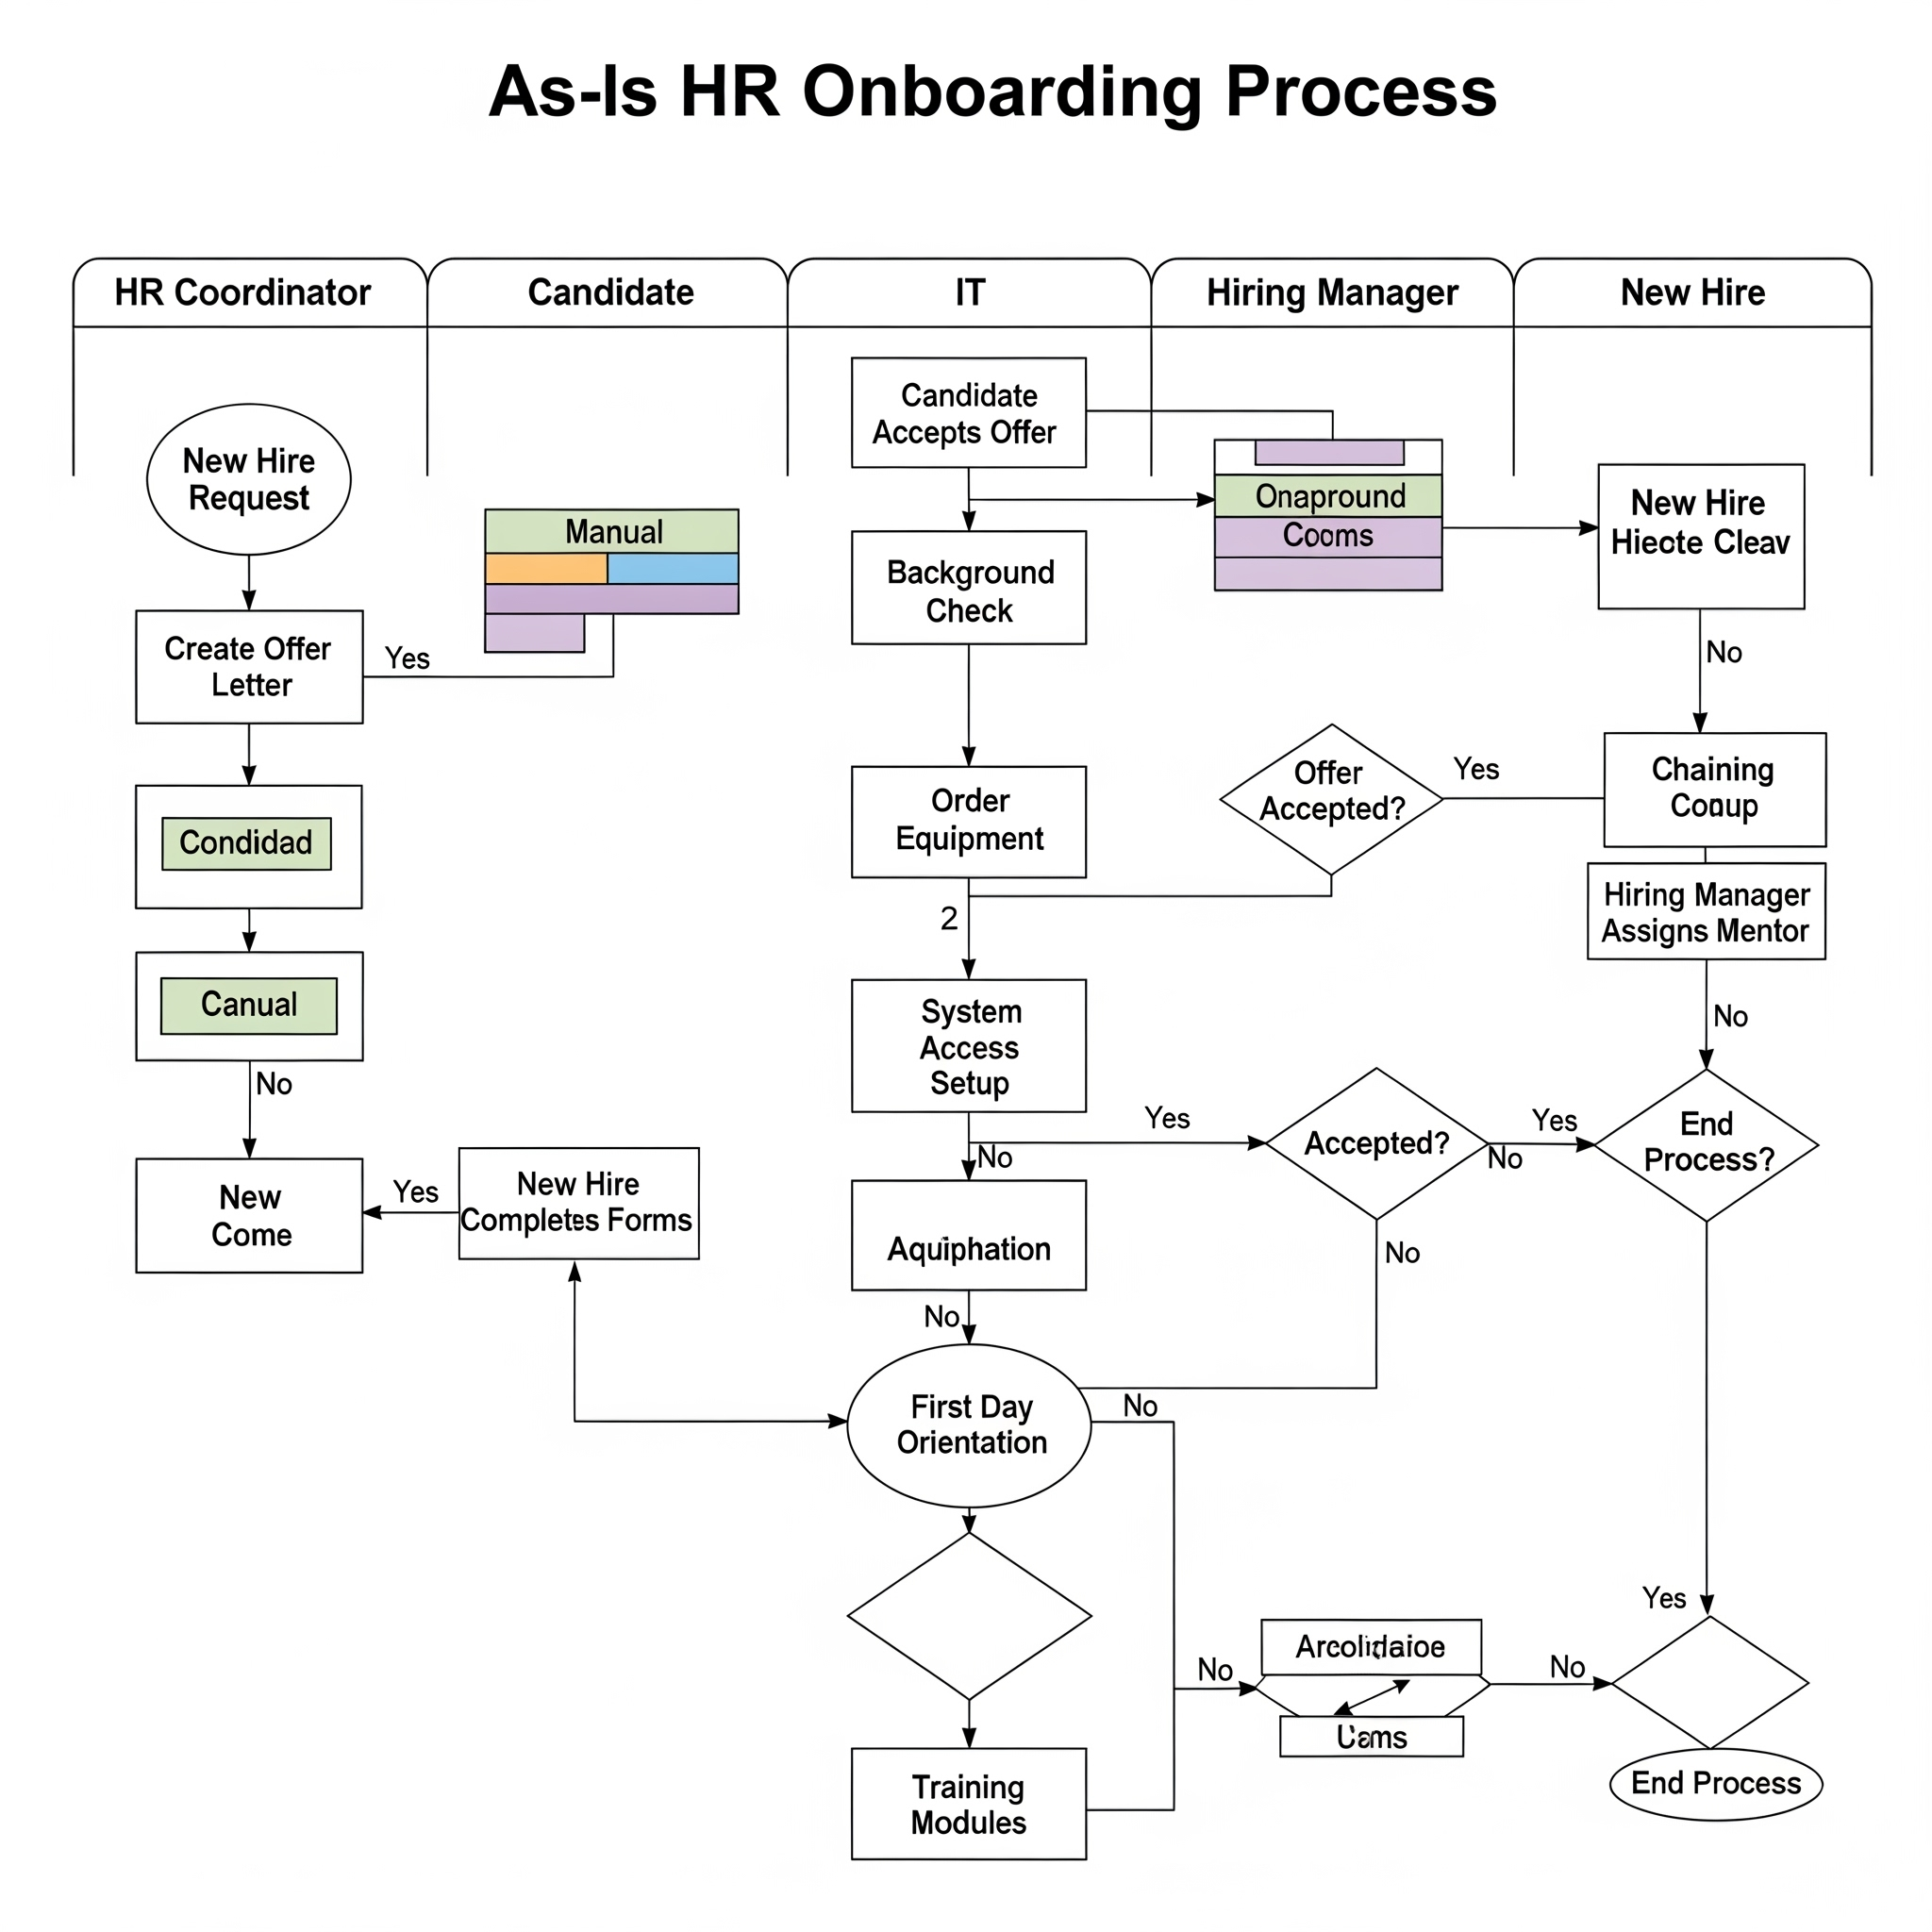 As-Is HR Onboarding Process
HR Coordinator
Candidate
IT
Hiring Manager
New Hire
New Hire
Request
Create Offer
Letter
Yes
Manual
Condidad
Canual
No
New
Come
Yes
New Hire
Completes Forms
Candidate
Accepts Offer
Background
Check
Order
Equipment
2
System
Access
Setup
No
Aquiphation
No
First Day
Orientation
Training
Modules
Onapround
Cooms
Offer
Accepted?
Yes
Yes
Accepted?
Yes
No
No
No
No
No
New Hire
Hiecte Cleav
No
Chaining
Hiring Manager
Assigns Mentor
No
End
Process?
Yes
End Process